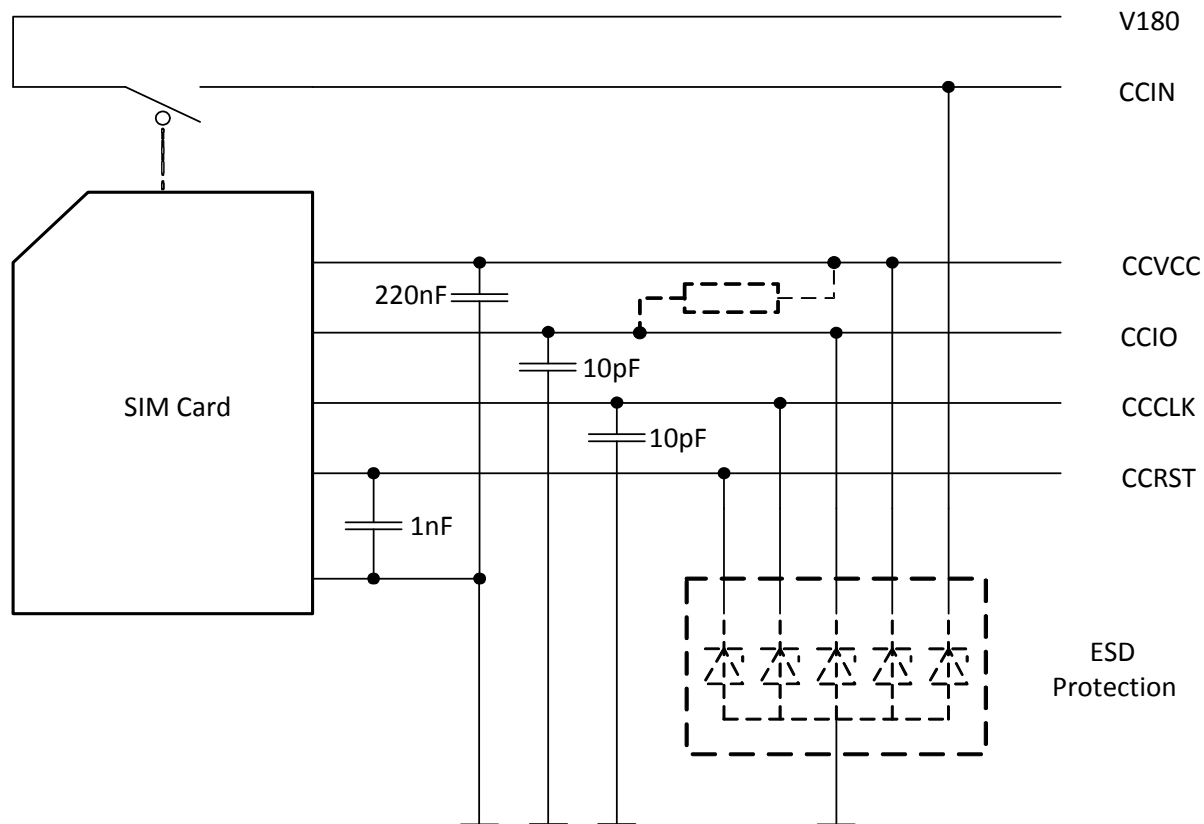 V180
CCIN
CCVCC
220nF
CCIO
10pF
SIM Card
CCCLK
10pF
CCRST
1nF
ESD
Protection